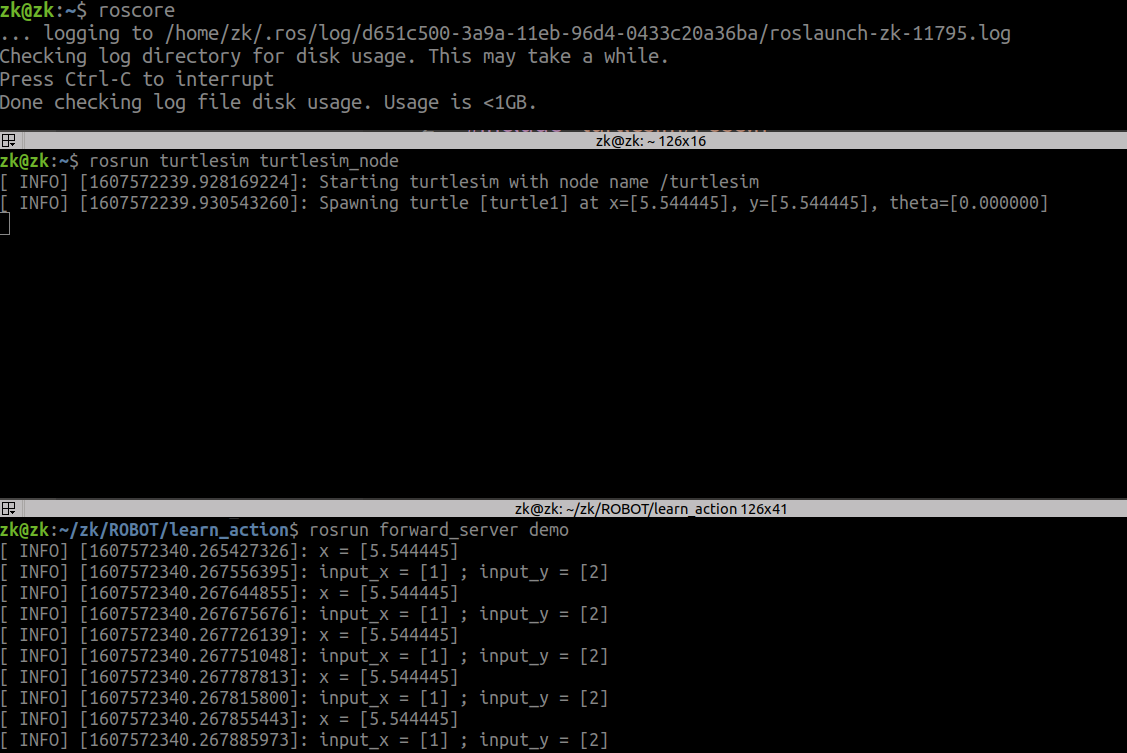 zk@zk:~$ roscore
... logging to /home/zk/.ros/log/d651c500-3a9a-11eb-96d4-0433c20a36ba/roslaunch-zk-11795.log
Checking log directory for disk usage. This may take a while.
Press Ctrl-C to interrupt
Done checking log file disk usage. Usage is <1GB.
zk@zk: ~ 126x16
zk@zk:~$ rosrun turtlesim turtlesim_node
[ INFO] [1607572239.928169224]: Starting turtlesim with node name /turtlesim
[ INFO] [1607572239.930543260]: Spawning turtle [turtle1] at x=[5.544445], y=[5.544445], theta=[0.000000]
zk@zk: ~/zk/ROBOT/learn_action 126x41
zk@zk:~/zk/ROBOT/learn_action$ rosrun forward_server demo
[ INFO] [1607572340.265427326]: x = [5.544445]
[ INFO] [1607572340.267556395]: input_x = [1] ; input_y = [2]
[ INFO] [1607572340.267644855]: x = [5.544445]
[ INFO] [1607572340.267675676]: input_x = [1] ; input_y = [2]
[ INFO] [1607572340.267726139]: x = [5.544445]
[ INFO] [1607572340.267751048]: input_x = [1] ; input_y = [2]
[ INFO] [1607572340.267787813]: x = [5.544445]
[ INFO] [1607572340.267815800]: input_x = [1] ; input_y = [2]
[ INFO] [1607572340.267855443]: x = [5.544445]
[ INFO] [1607572340.267885973]: input_x = [1] ; input_y = [2]